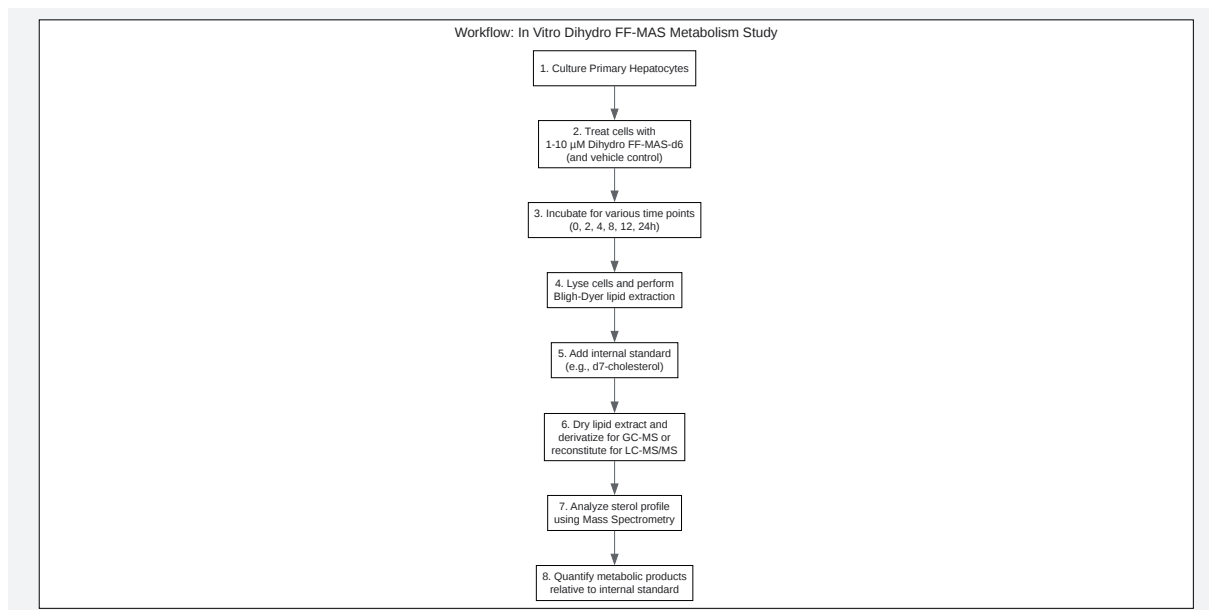 Workflow: In Vitro Dihydro FF-MAS Metabolism Study
1. Culture Primary Hepatocytes
2. Treat cells with
1-10 µM Dihydro FF-MAS-d6
(and vehicle control)
3. Incubate for various time points
(0, 2, 4, 8, 12, 24h)
4. Lyse cells and perform
Bligh-Dyer lipid extraction
5. Add internal standard
(e.g., d7-cholesterol)
6. Dry lipid extract and
derivatize for GC-MS or
reconstitute for LC-MS/MS
7. Analyze sterol profile
using Mass Spectrometry
8. Quantify metabolic products
relative to internal standard